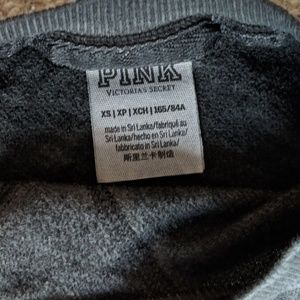 PINK
VICTORIA'S SECRET
XS | XP | XCH | 165/84A
made in Sri Lanka/fabriqué au
Sri Lanka/hecho en Sri Lanka/
fabbricato in Sri Lanka/
斯里兰卡制造